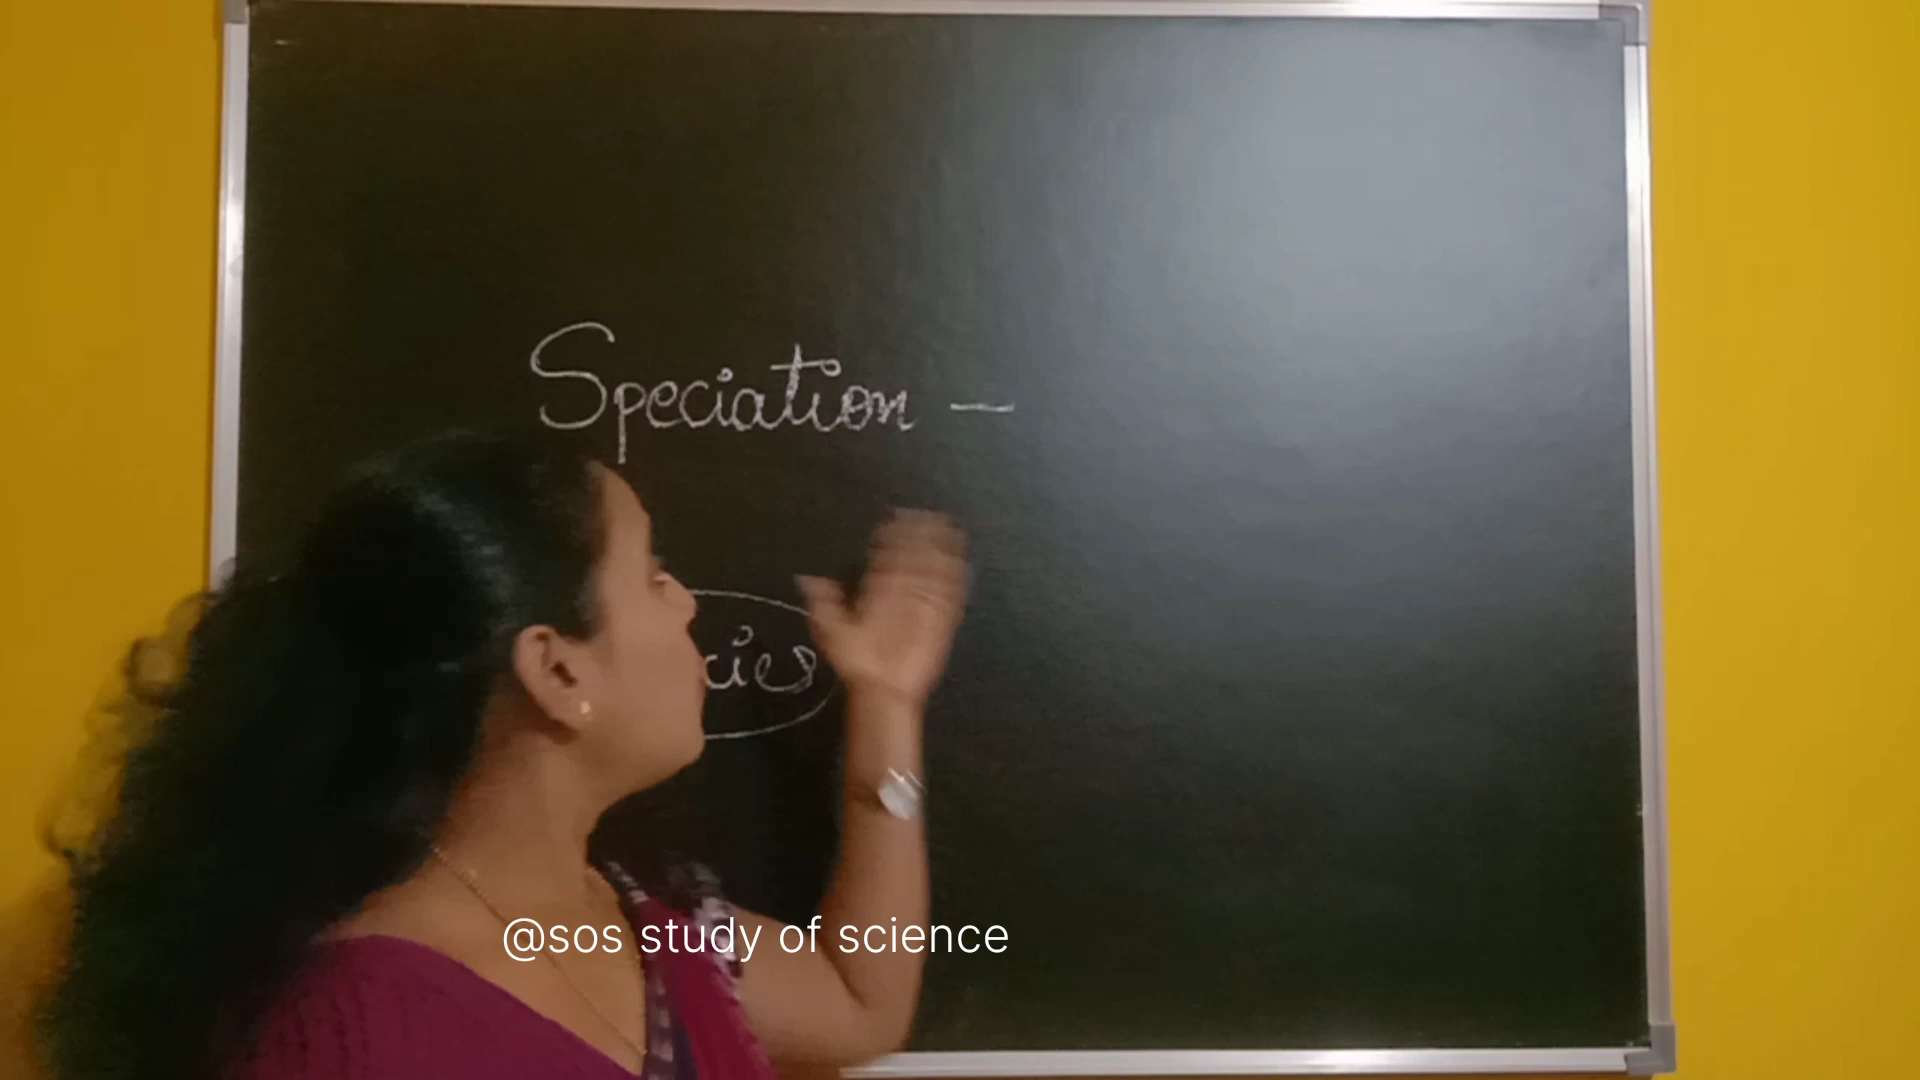 Speciation –
@sos study of science